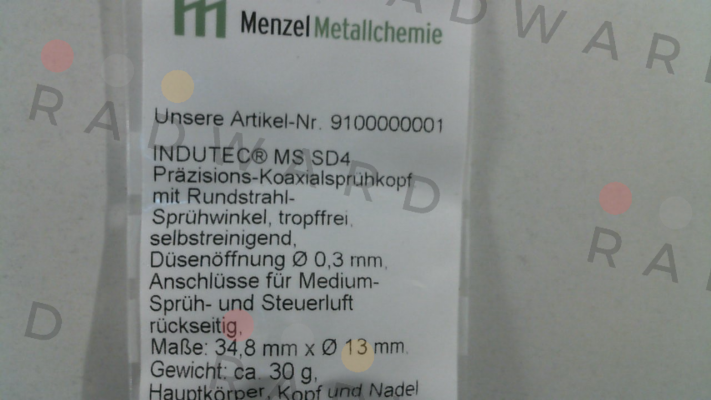 Menzel Metallchemie
Unsere Artikel-Nr. 9100000001
INDUTEC® MS SD4
Präzisions-Koaxialsprühkopf
mit Rundstrahl-
Sprühwinkel, tropffrei,
selbstreinigend,
Düsenöffnung Ø 0,3 mm,
Anschlüsse für Medium-
Sprüh- und Steuerluft
rückseitig,
Maße: 34,8 mm x Ø 13 mm.
Gewicht: ca. 30 g,
Hauptkörper, Kopf und Nadel
RADWARD
RADWARD